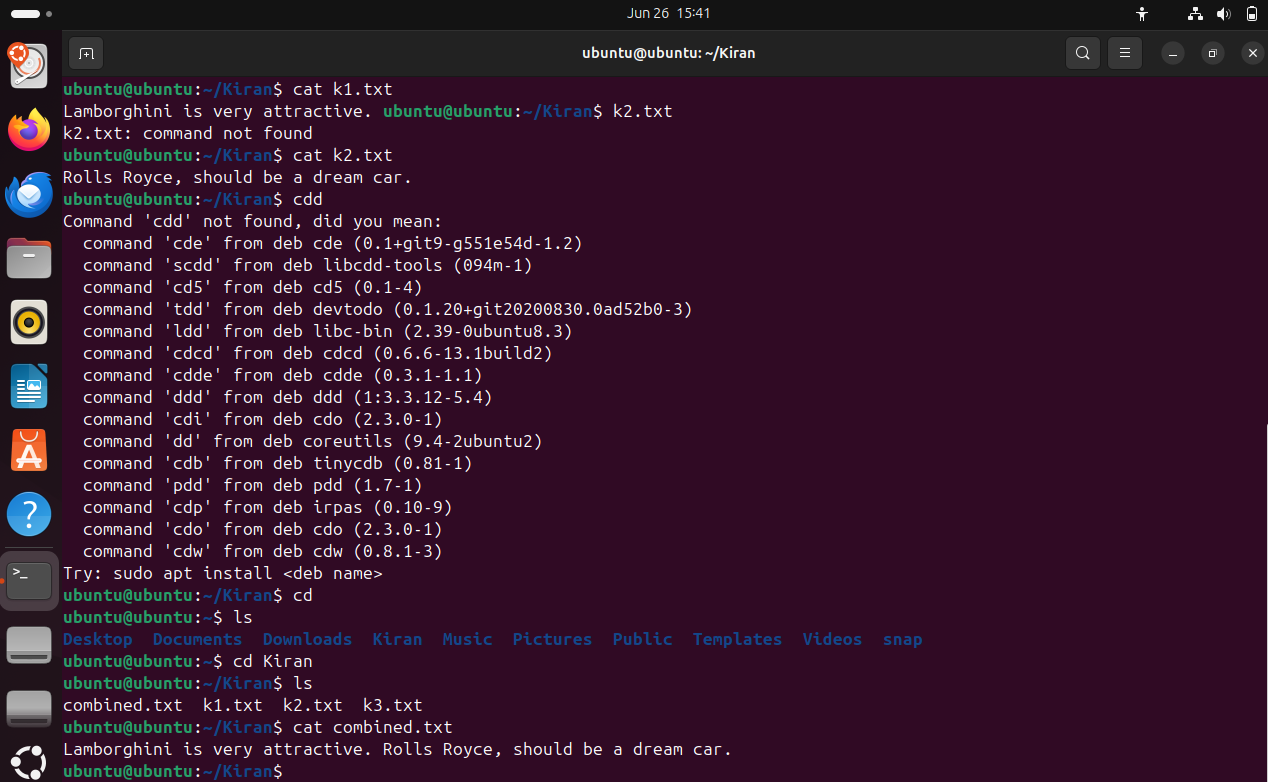 Jun 26 15:41
ubuntu@ubuntu: ~/Kiran
ubuntu@ubuntu:~/Kiran$ cat k1.txt
Lamborghini is very attractive. ubuntu@ubuntu:~/Kiran$ k2.txt
k2.txt: command not found
ubuntu@ubuntu:~/Kiran$ cat k2.txt
Rolls Royce, should be a dream car.
ubuntu@ubuntu:~/Kiran$ cdd
Command 'cdd' not found, did you mean:
  command 'cde' from deb cde (0.1+git9-g551e54d-1.2)
  command 'scdd' from deb libcdd-tools (094m-1)
  command 'cd5' from deb cd5 (0.1-4)
  command 'tdd' from deb devtodo (0.1.20+git20200830.0ad52b0-3)
  command 'ldd' from deb libc-bin (2.39-0ubuntu8.3)
  command 'cdcd' from deb cdcd (0.6.6-13.1build2)
  command 'cdde' from deb cdde (0.3.1-1.1)
  command 'ddd' from deb ddd (1:3.3.12-5.4)
  command 'cdi' from deb cdo (2.3.0-1)
  command 'dd' from deb coreutils (9.4-2ubuntu2)
  command 'cdb' from deb tinycdb (0.81-1)
  command 'pdd' from deb pdd (1.7-1)
  command 'cdp' from deb irpas (0.10-9)
  command 'cdo' from deb cdo (2.3.0-1)
  command 'cdw' from deb cdw (0.8.1-3)
Try: sudo apt install <deb name>
ubuntu@ubuntu:~/Kiran$ cd
ubuntu@ubuntu:~$ ls
Desktop  Documents  Downloads  Kiran  Music  Pictures  Public  Templates  Videos  snap
ubuntu@ubuntu:~$ cd Kiran
ubuntu@ubuntu:~/Kiran$ ls
combined.txt  k1.txt  k2.txt  k3.txt
ubuntu@ubuntu:~/Kiran$ cat combined.txt
Lamborghini is very attractive. Rolls Royce, should be a dream car.
ubuntu@ubuntu:~/Kiran$